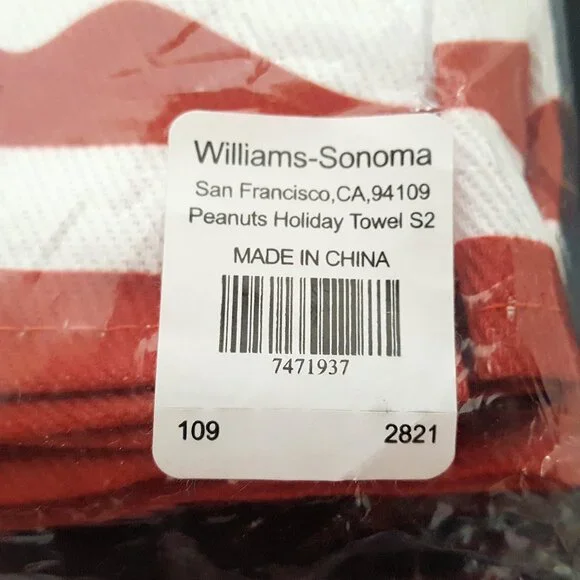 Williams-Sonoma
San Francisco,CA,94109
Peanuts Holiday Towel S2
MADE IN CHINA
7471937
109 2821